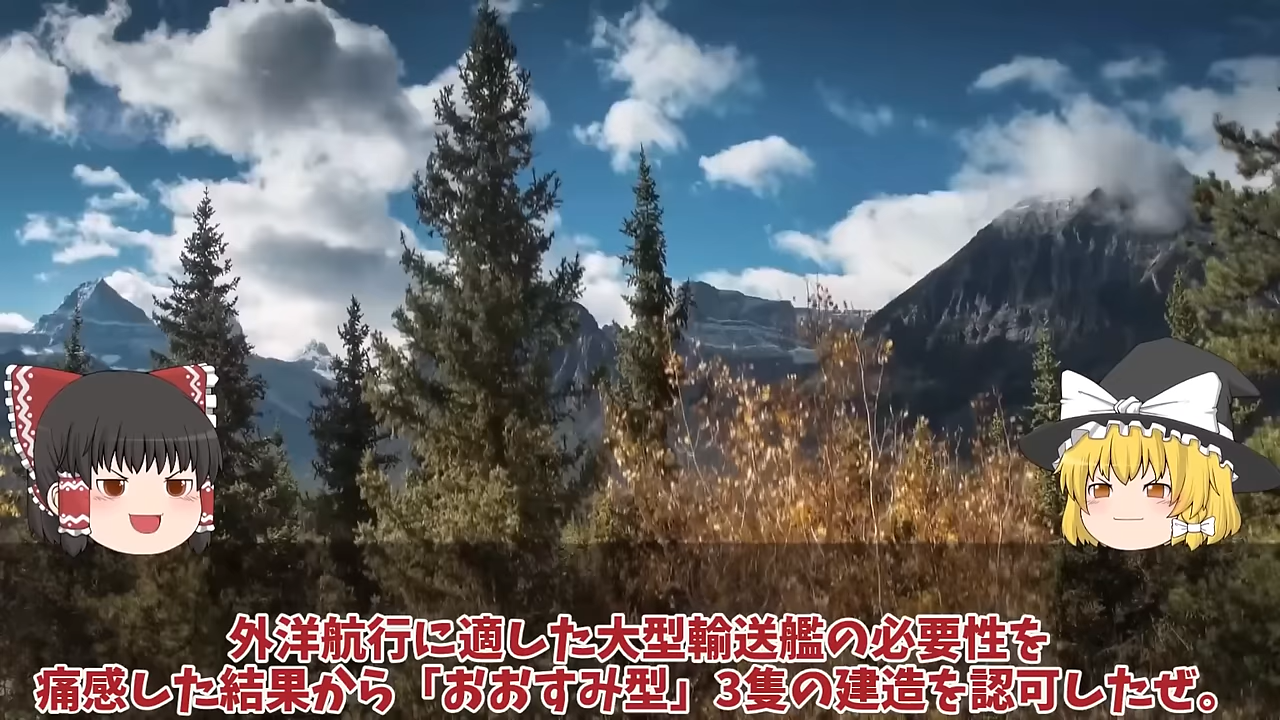 外洋航行に適した大型輸送艦の必要性を
痛感した結果から「おおすみ型」3隻の建造を認可したぜ。